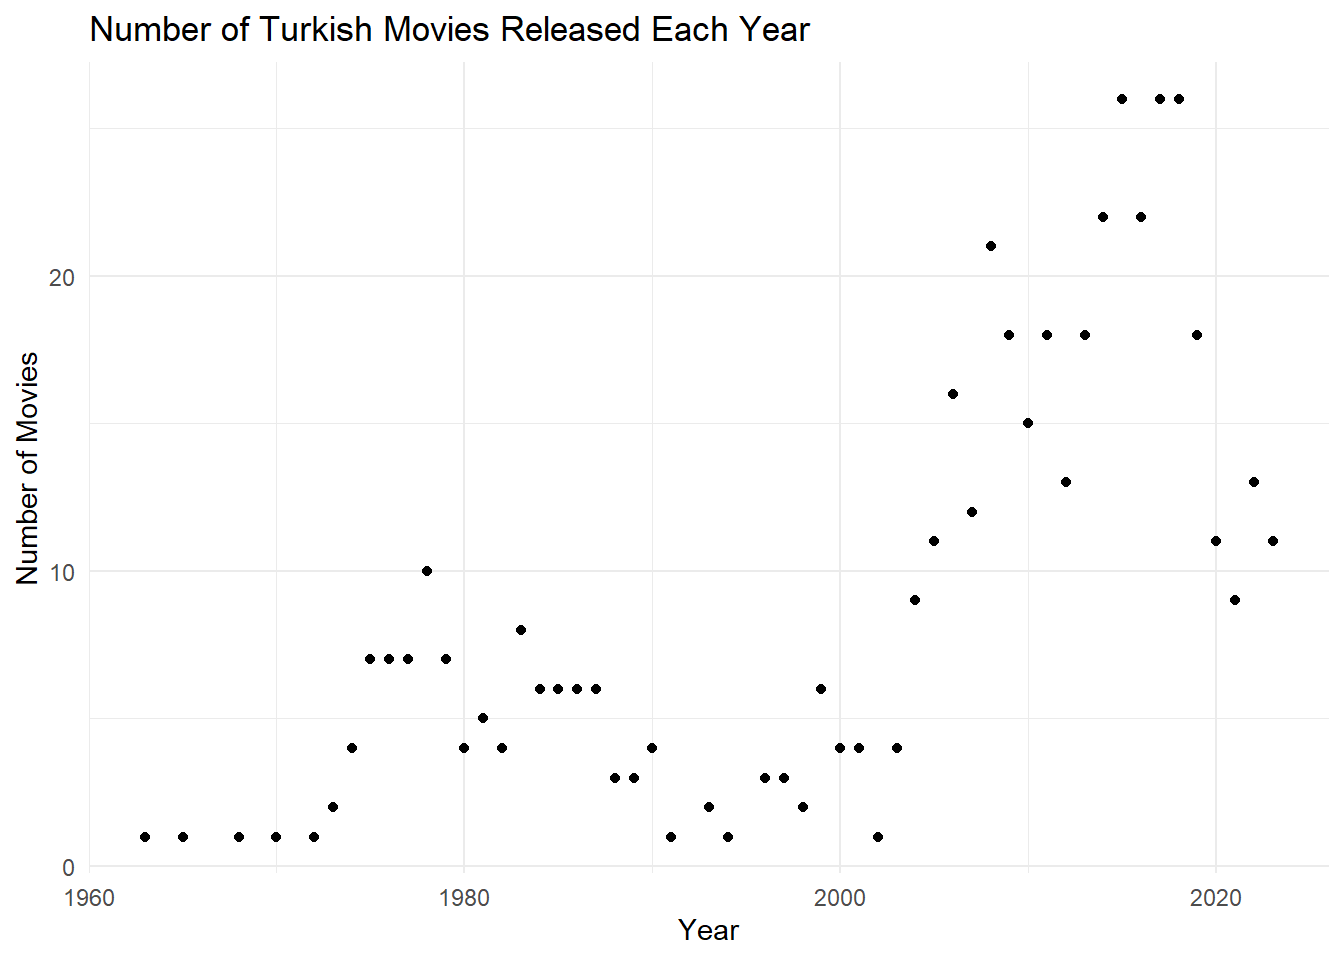 Number of Turkish Movies Released Each Year
Number of Movies
20
10
0
1960 1980 2000 2020
Year